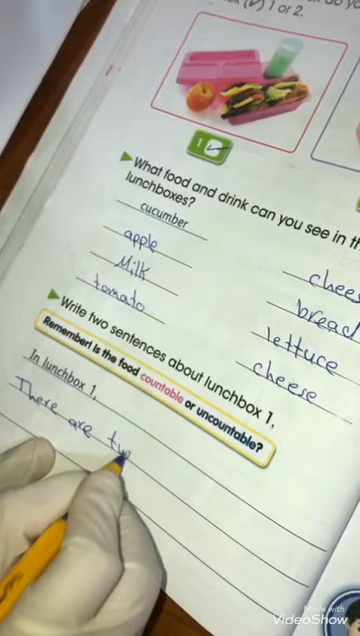 (✓) 1 or 2.
1 ✓
What food and drink can you see in th
lunchboxes?
cucumber
apple
Milk
tomato
chees
bread
lettuce
cheese
Write two sentences about lunchbox 1.
Remember! Is the food countable or uncountable?
In lunchbox 1,
There are tw
Made with
VideoShow